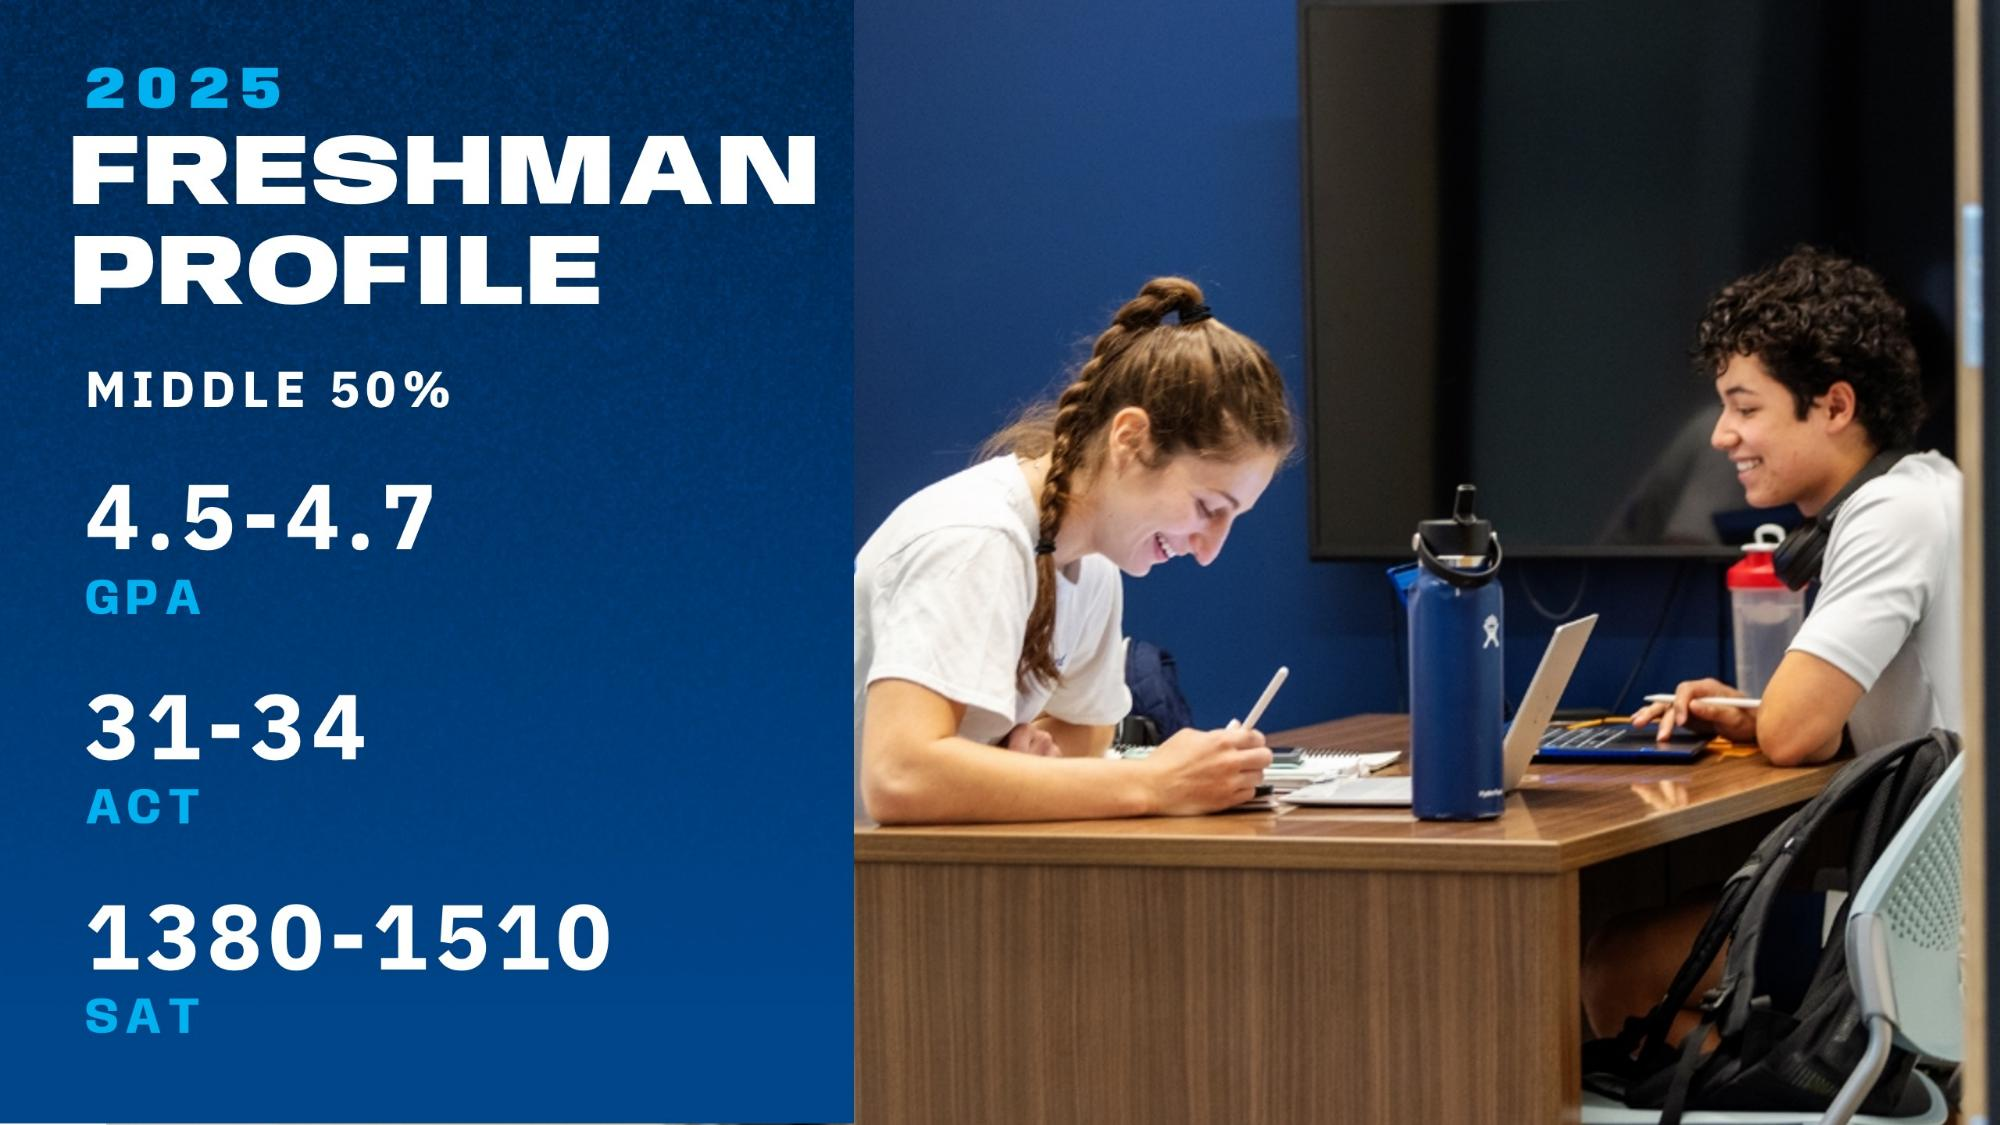 2025
FRESHMAN
PROFILE
MIDDLE 50%
4.5-4.7
GPA
31-34
ACT
1380-1510
SAT